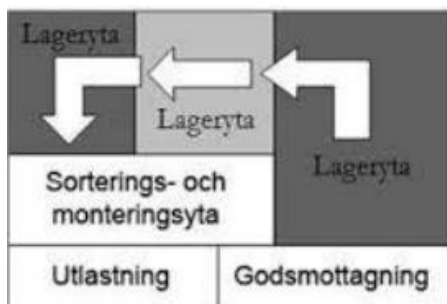 Lageryta
Lageryta
Lageryta
Sorterings- och
monteringsyta
Utlastning
Godsmottagning